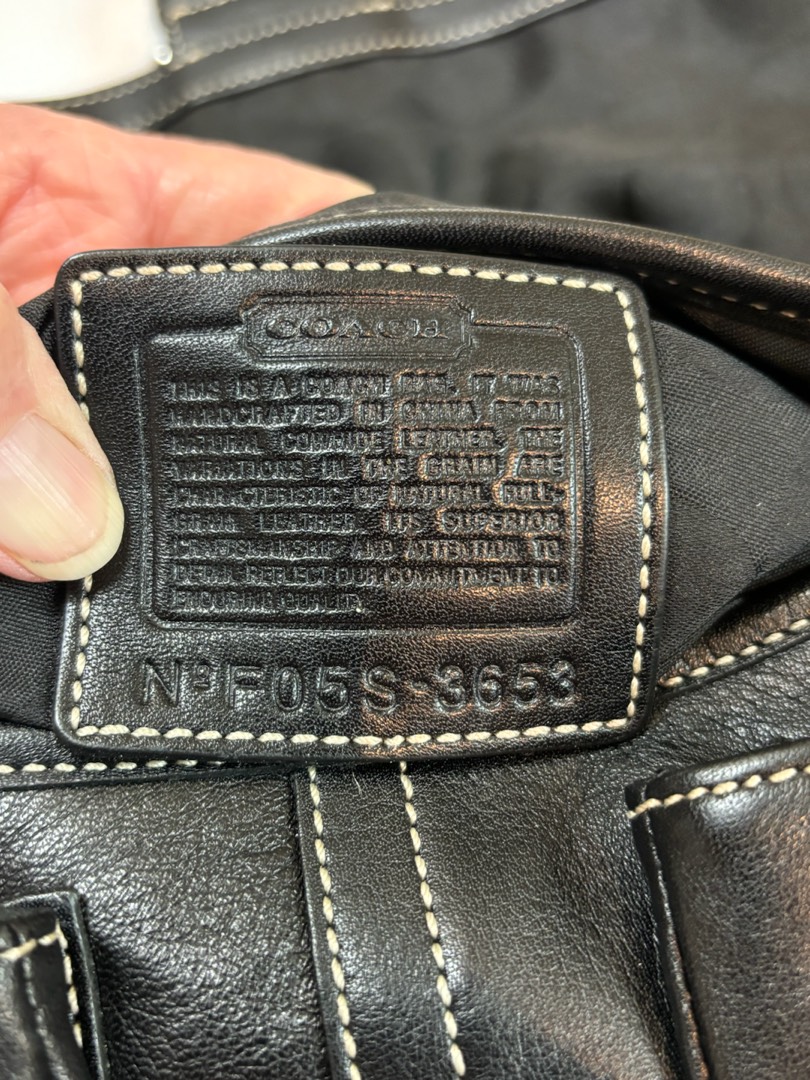 COACH
THIS IS A COACH BAG. IT WAS
HANDCRAFTED IN CHINA FROM
NATURAL COWHIDE LEATHER. THE
VARIATIONS IN THE GRAIN ARE
CHARACTERISTIC OF NATURAL FULL-
GRAIN LEATHER. ITS SUPERIOR
CRAFTSMANSHIP AND ATTENTION TO
DETAIL REFLECT OUR COMMITMENT TO
ENDURING QUALITY.
Nº F05S-3653